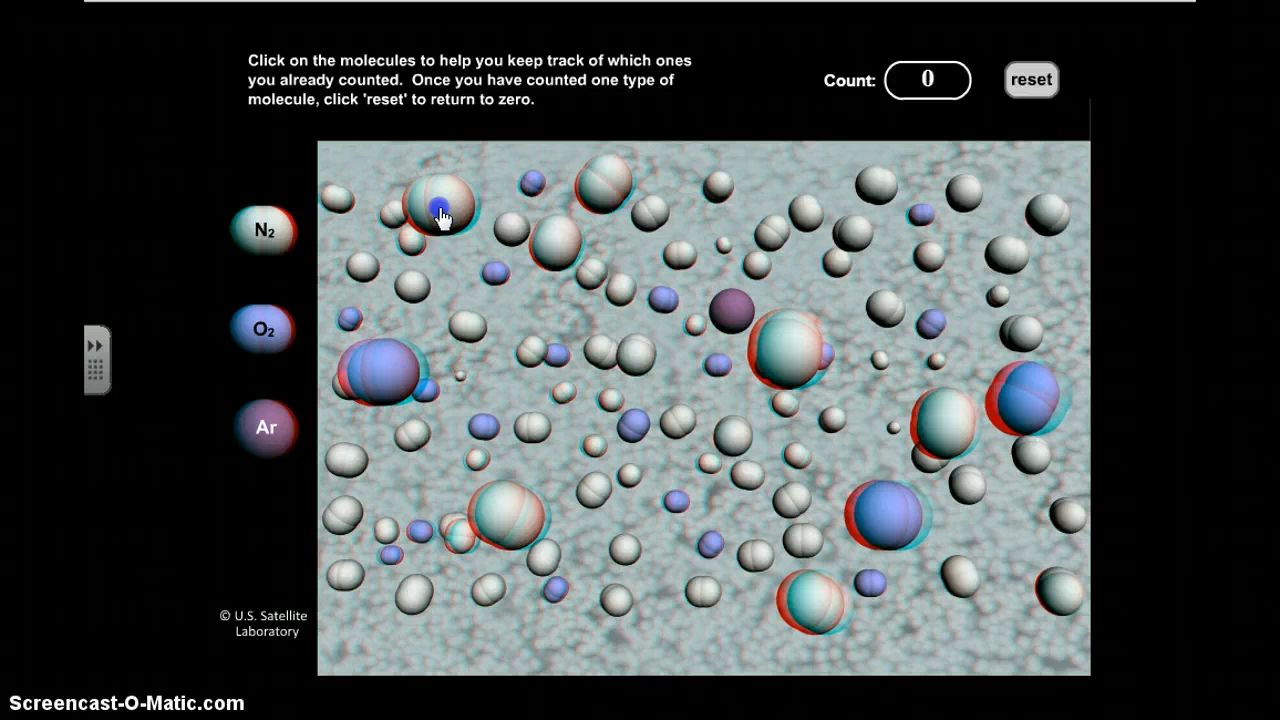 Click on the molecules to help you keep track of which ones
you already counted.  Once you have counted one type of
molecule, click 'reset' to return to zero.
Count: 0 reset
N₂
O₂
Ar
© U.S. Satellite
Laboratory
Screencast-O-Matic.com